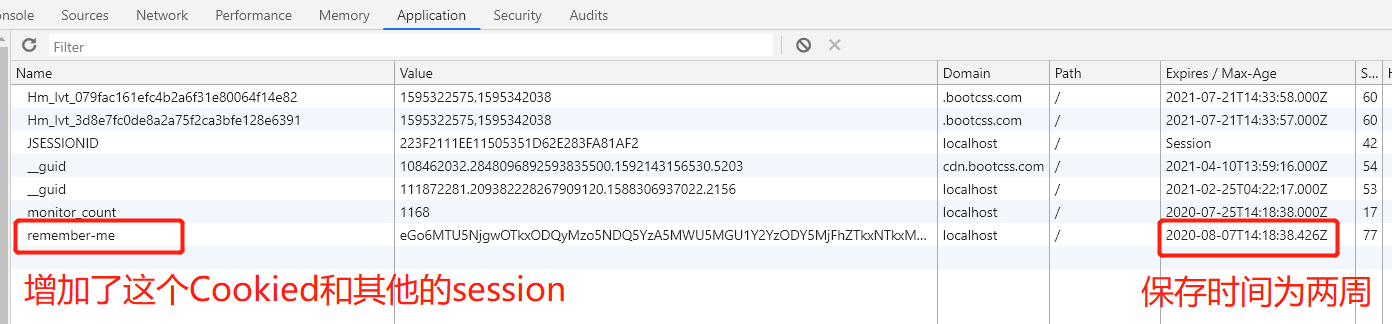 onsole Sources Network Performance Memory Application Security Audits
Filter
Name Value Domain Path Expires / Max-Age S... H
Hm_lvt_079fac161efc4b2a6f31e80064f14e82 1595322575,1595342038 .bootcss.com / 2021-07-21T14:33:58.000Z 60
Hm_lvt_3d8e7fc0de8a2a75f2ca3bfe128e6391 1595322575,1595342038 .bootcss.com / 2021-07-21T14:33:57.000Z 60
JSESSIONID 223F2111EE11505351D62E283FA81AF2 localhost / Session 42
__guid 108462032.2848096892593835500.1592143156530.5203 cdn.bootcss.com / 2021-04-10T13:59:16.000Z 54
__guid 111872281.209382228267909120.1588306937022.2156 localhost / 2021-02-25T04:22:17.000Z 53
monitor_count 1168 localhost / 2020-07-25T14:18:38.000Z 17
remember-me eGo6MTU5NjgwOTkxODQyMzo5NDQ5YzA5MWU5MGU1Y2YzODY5MjFhZTkxNTkxM... localhost / 2020-08-07T14:18:38.426Z 77
增加了这个Cookied和其他的session 保存时间为两周